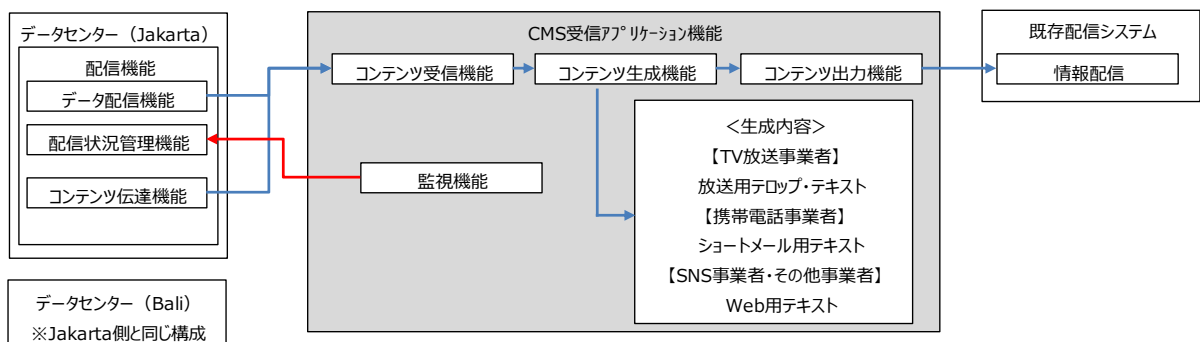 データセンター（Jakarta）
配信機能
データ配信機能
配信状況管理機能
コンテンツ伝達機能
データセンター（Bali）
※Jakarta側と同じ構成
CMS受信ｱﾌﾟﾘケーション機能
コンテンツ受信機能
コンテンツ生成機能
コンテンツ出力機能
監視機能
＜生成内容＞
【TV放送事業者】
放送用テロップ・テキスト
【携帯電話事業者】
ショートメール用テキスト
【SNS事業者・その他事業者】
Web用テキスト
既存配信システム
情報配信